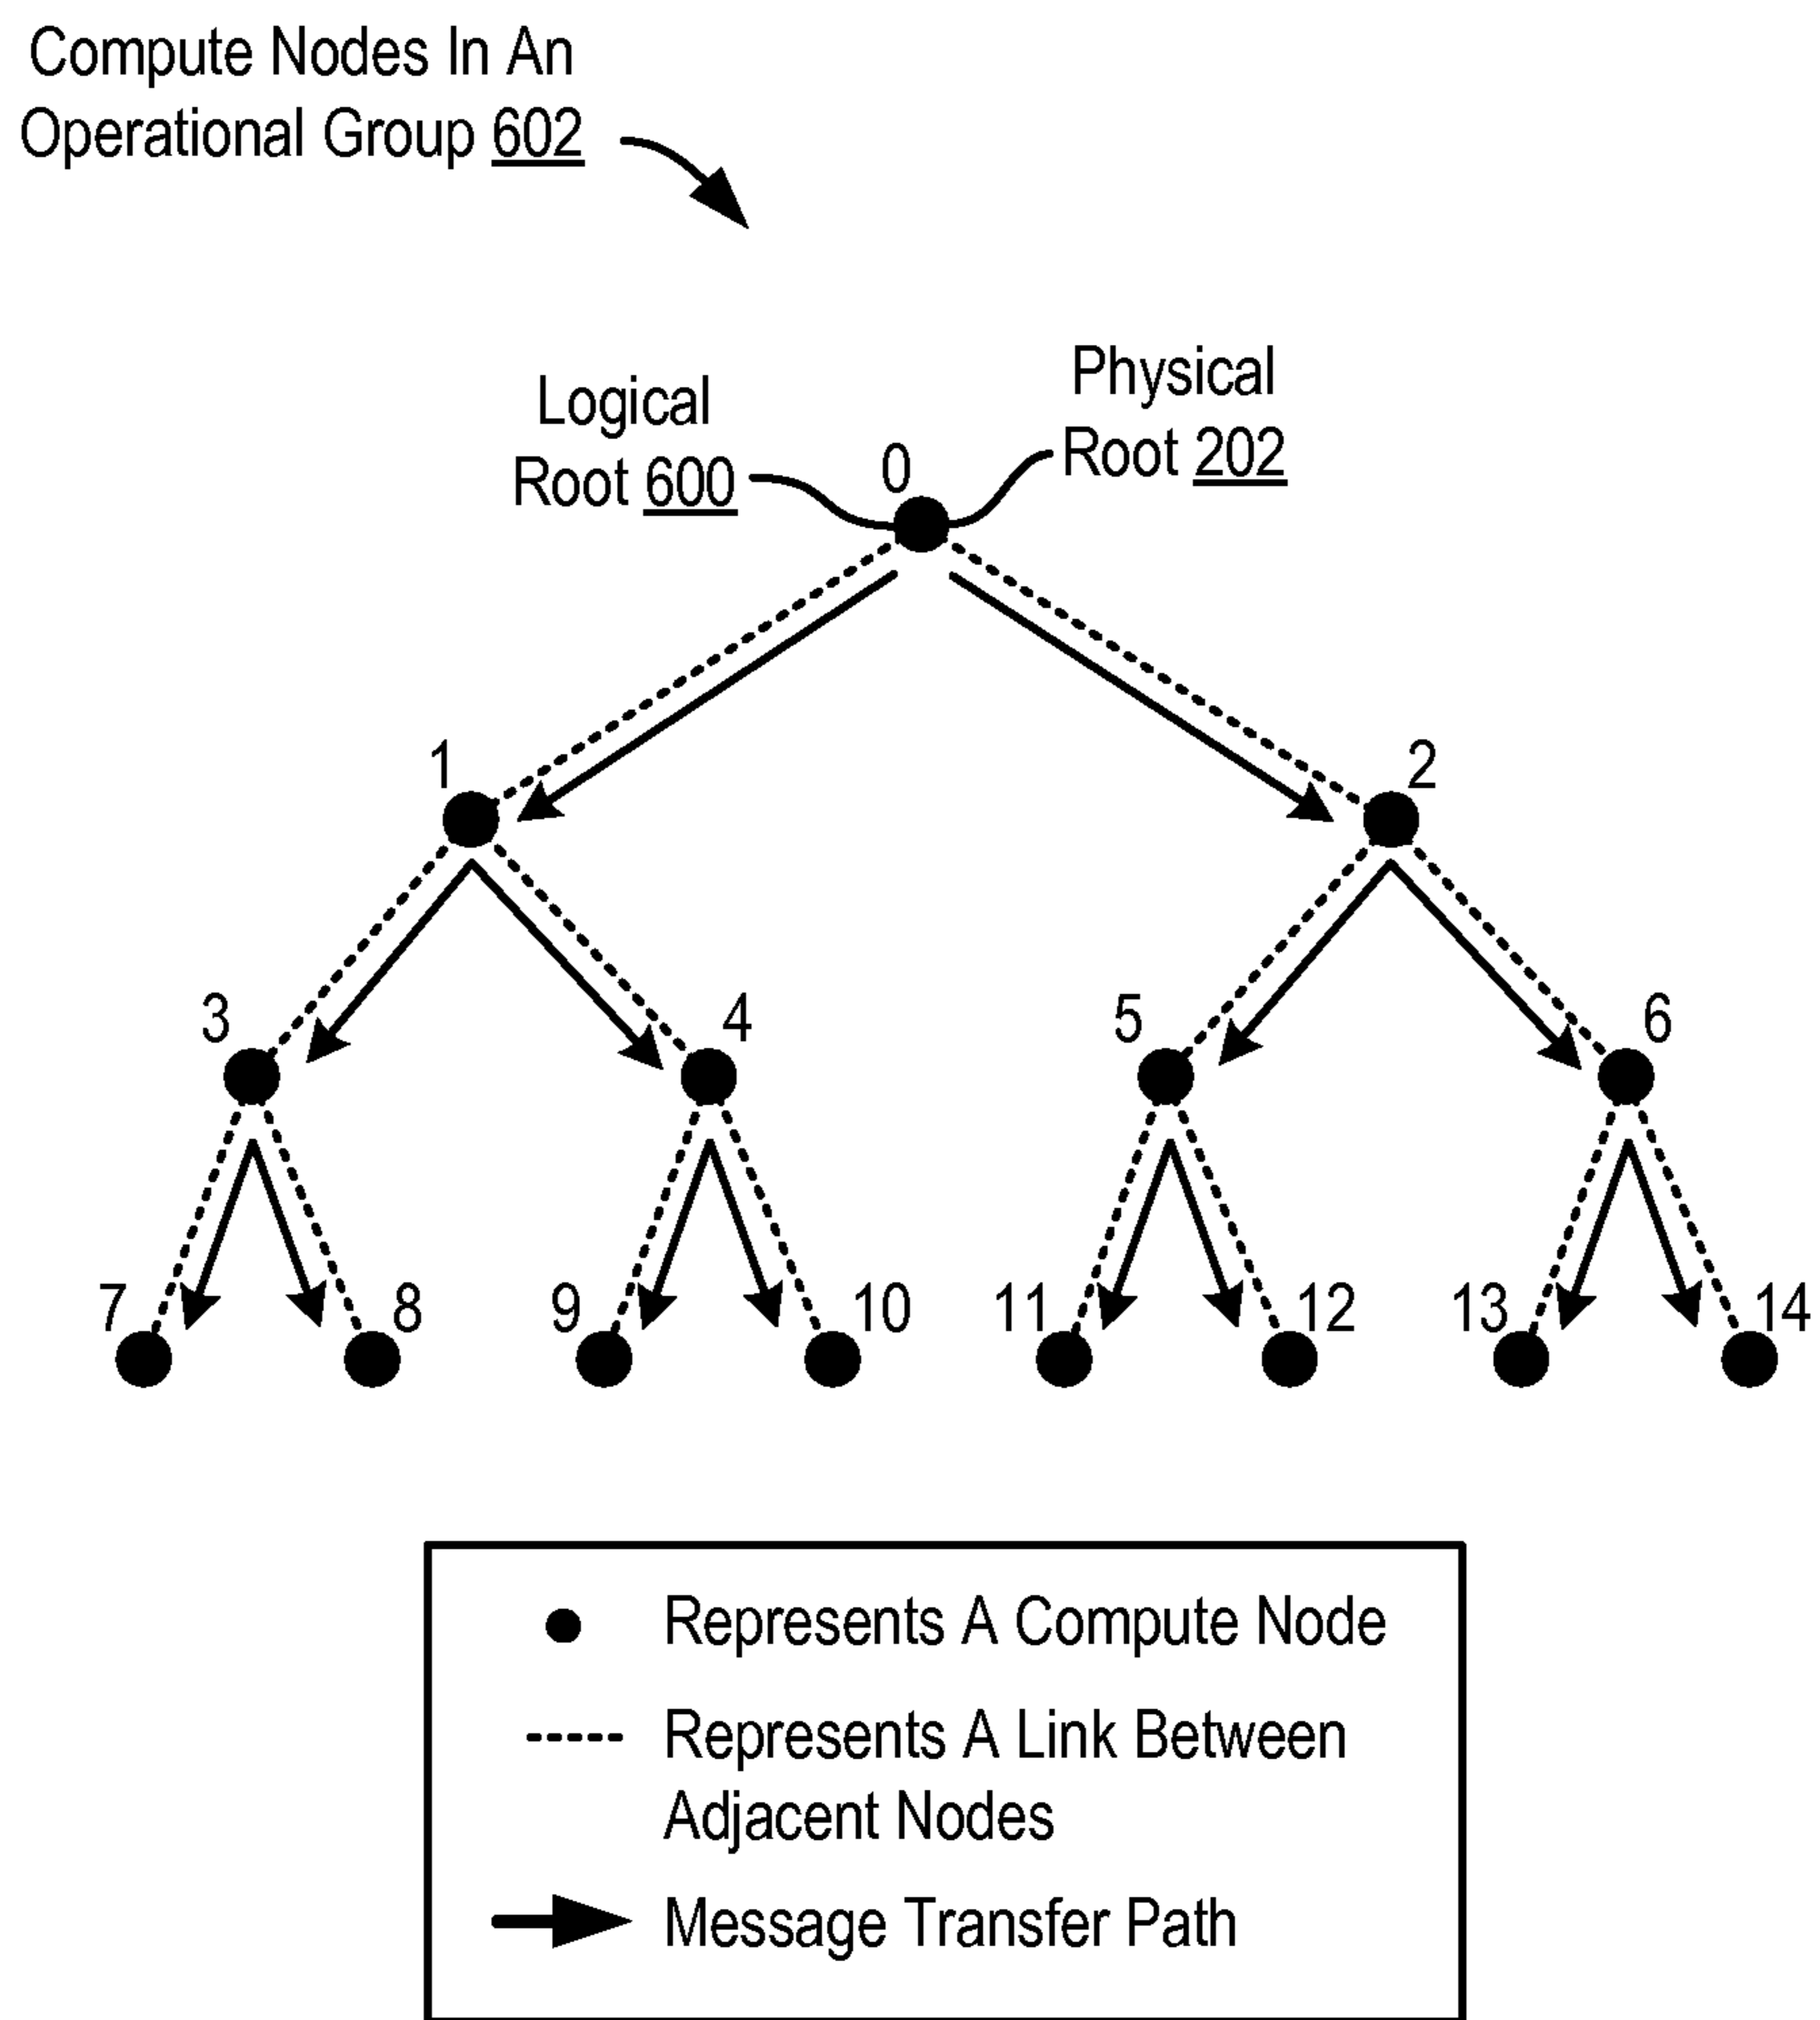 Compute Nodes In An
Operational Group 602
Logical
Root 600
Physical
Root 202
0
1
2
3
4
5
6
7
8
9
10
11
12
13
14
Represents A Compute Node
Represents A Link Between
Adjacent Nodes
Message Transfer Path